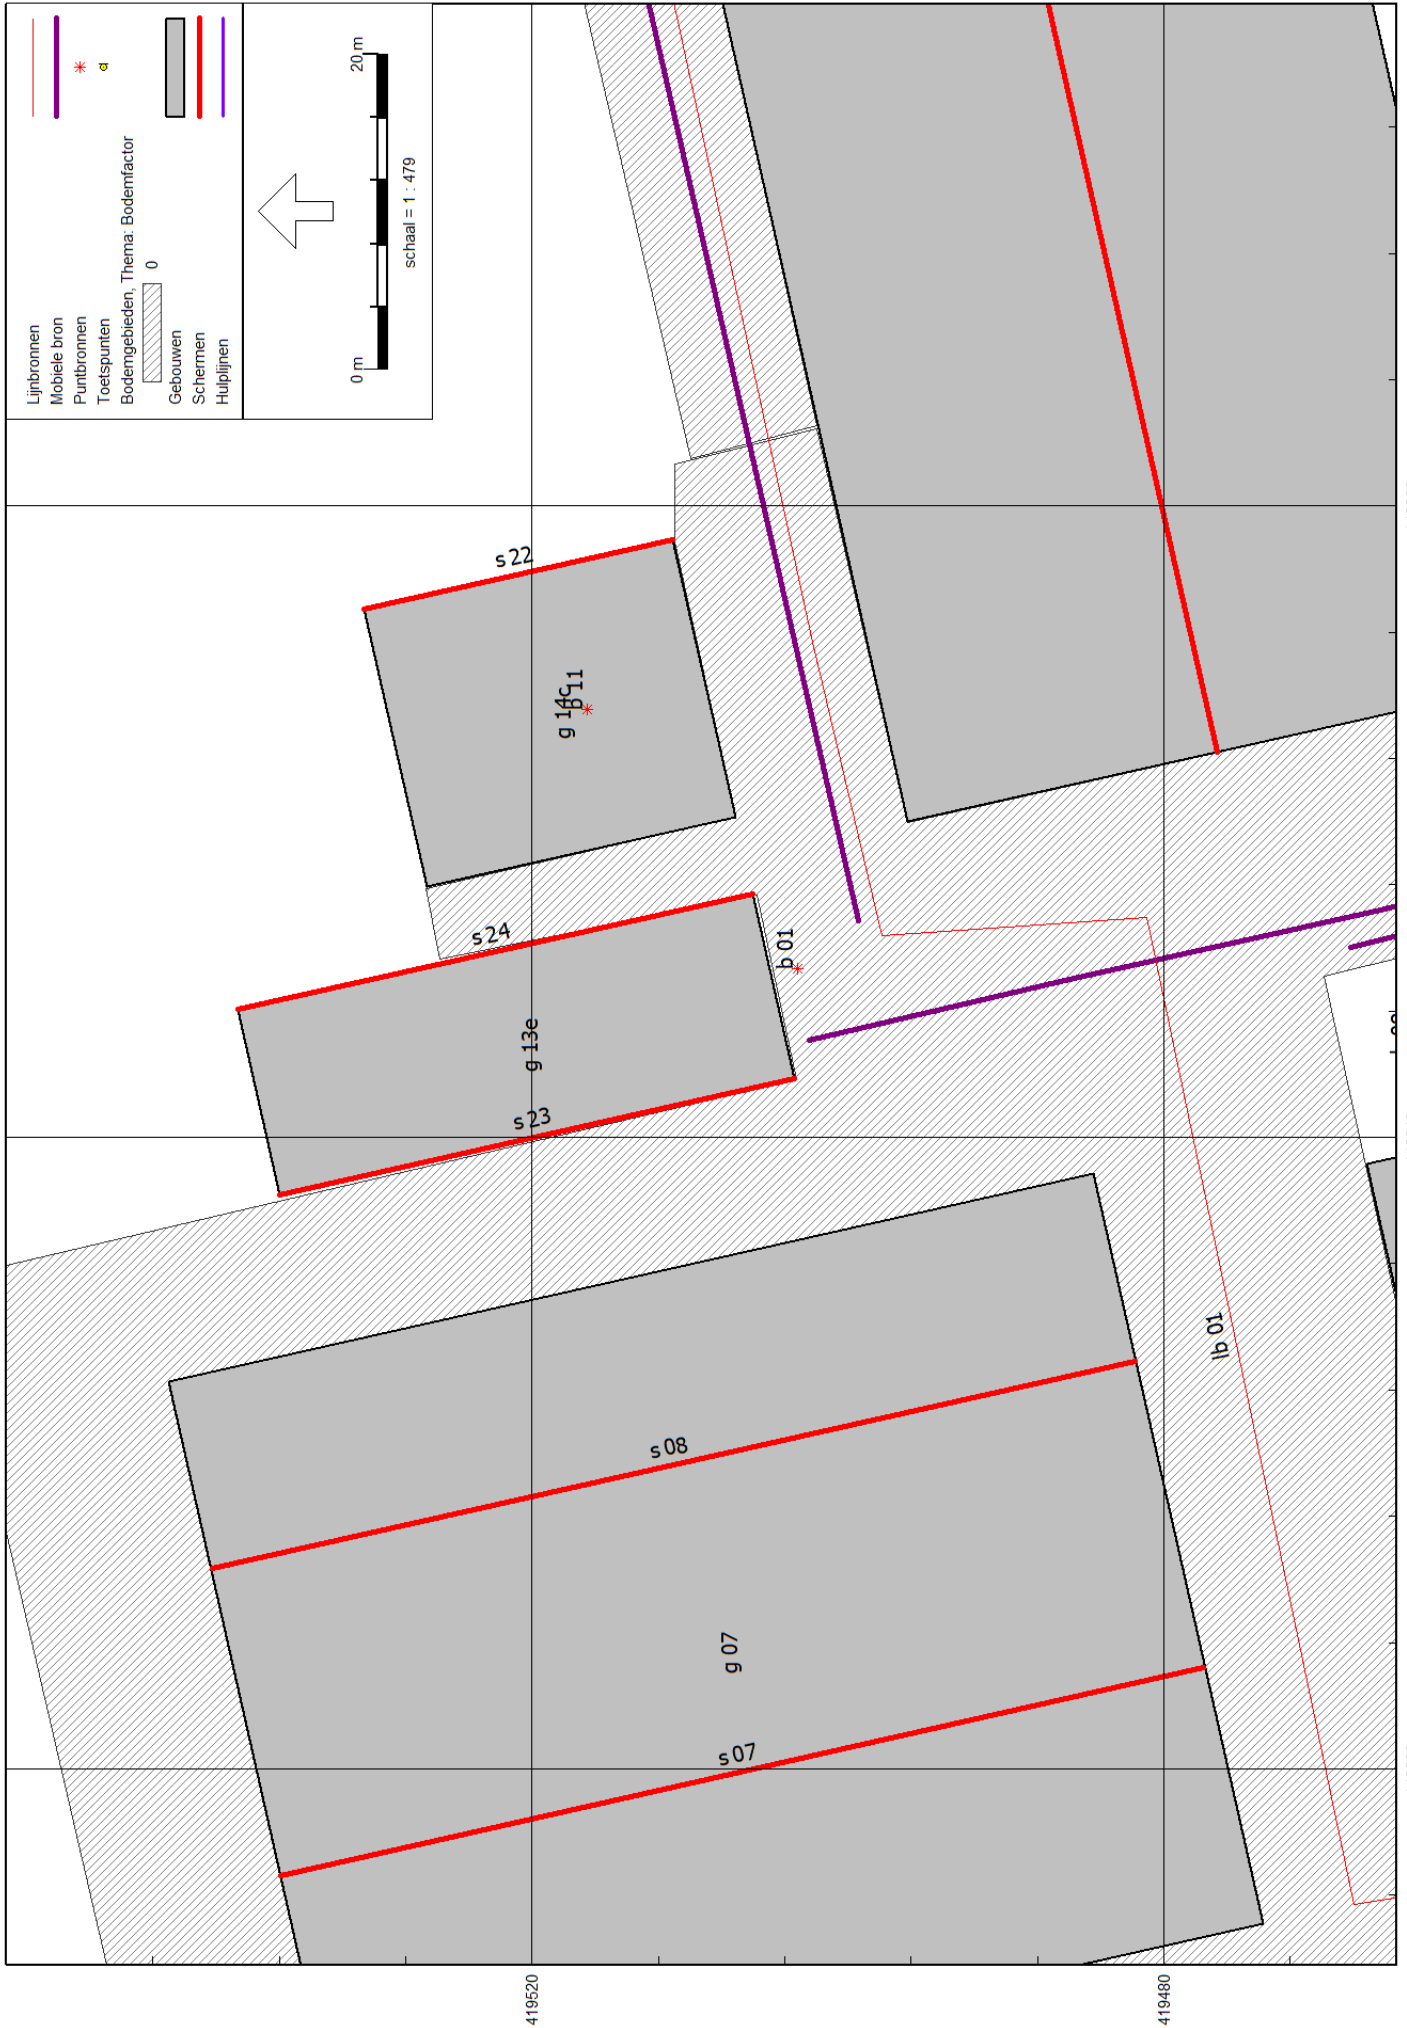 Lijnbronnen
Mobiele bron
Puntbronnen
Toetspunten
Bodemgebieden, Thema: Bodemfactor
0
Gebouwen
Schermen
Hulplijnen
0 m
20 m
schaal = 1 : 479
s 22
g 14c
b 11
s 24
b 01
g 13e
s 23
lb 01
s 08
g 07
s 07
419520
419480